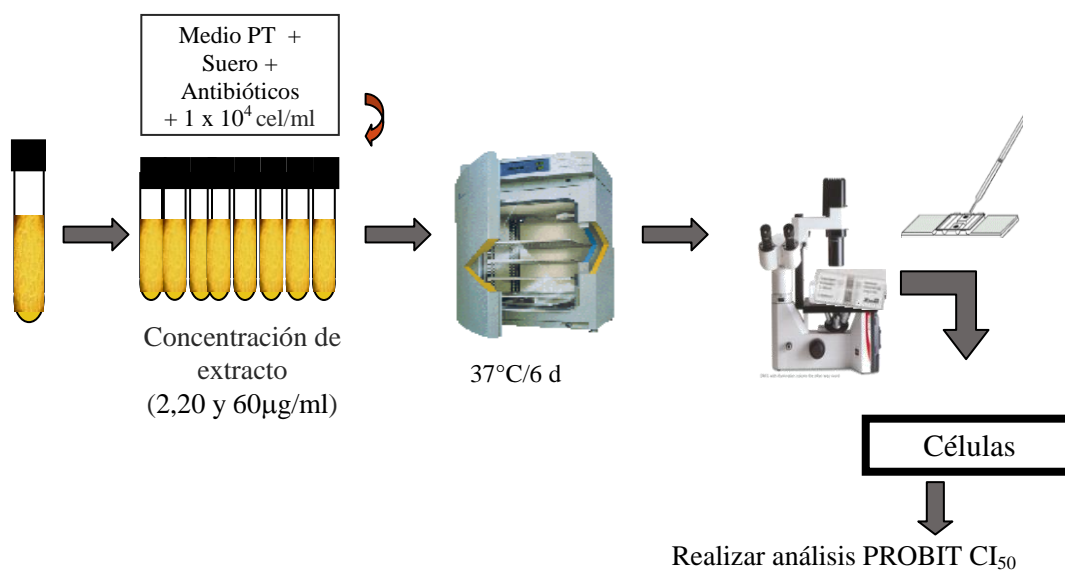 Medio PT +
Suero +
Antibióticos
+ 1 x 10⁴ cel/ml
Concentración de
extracto
(2,20 y 60μg/ml)
37°C/6 d
Células
Realizar análisis PROBIT CI₅₀